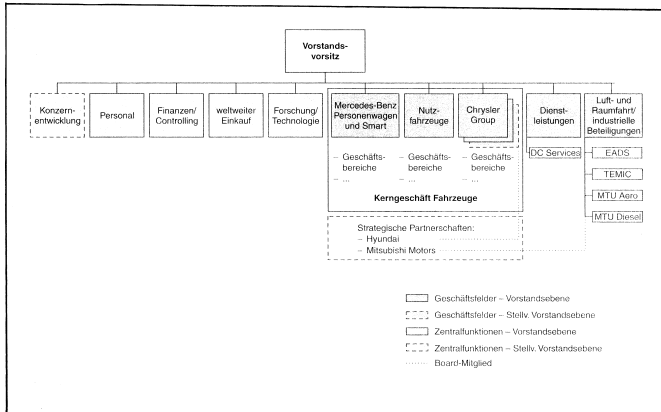 Vorstands-
vorsitz
Konzern-
entwicklung
Personal
Finanzen/
Controlling
weltweiter
Einkauf
Forschung/
Technologie
Mercedes-Benz
Personenwagen
und Smart
Nutz-
fahrzeuge
Chrysler
Group
Dienst-
leistungen
Luft- und
Raumfahrt/
industrielle
Beteiligungen
– Geschäfts-
bereiche
– ...
– Geschäfts-
bereiche
– ...
– Geschäfts-
bereiche
– ...
Kerngeschäft Fahrzeuge
DC Services
EADS
TEMIC
MTU Aero
MTU Diesel
Strategische Partnerschaften:
– Hyundai
– Mitsubishi Motors
Geschäftsfelder – Vorstandsebene
Geschäftsfelder – Stellv. Vorstandsebene
Zentralfunktionen – Vorstandsebene
Zentralfunktionen – Stellv. Vorstandsebene
Board-Mitglied